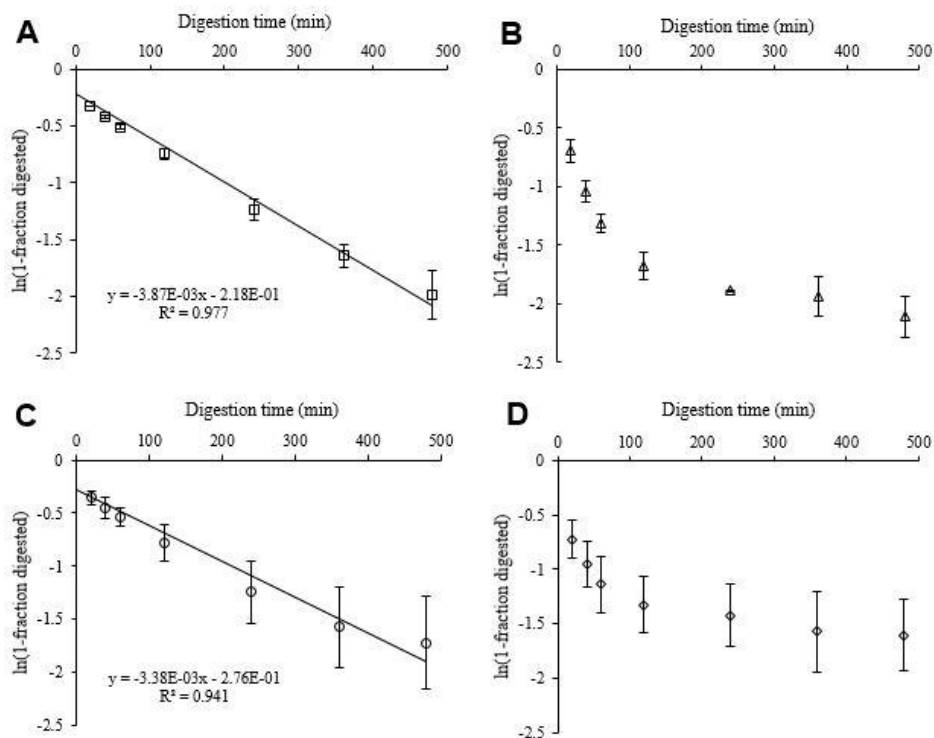 A
Digestion time (min)
0 100 200 300 400 500
0
-0.5
-1
-1.5
-2
-2.5
ln(1-fraction digested)
y = -3.87E-03x - 2.18E-01
R² = 0.977
B
Digestion time (min)
0 100 200 300 400 500
0
-0.5
-1
-1.5
-2
-2.5
ln(1-fraction digested)
C
Digestion time (min)
0 100 200 300 400 500
0
-0.5
-1
-1.5
-2
-2.5
ln(1-fraction digested)
y = -3.38E-03x - 2.76E-01
R² = 0.941
D
Digestion time (min)
0 100 200 300 400 500
0
-0.5
-1
-1.5
-2
-2.5
ln(1-fraction digested)